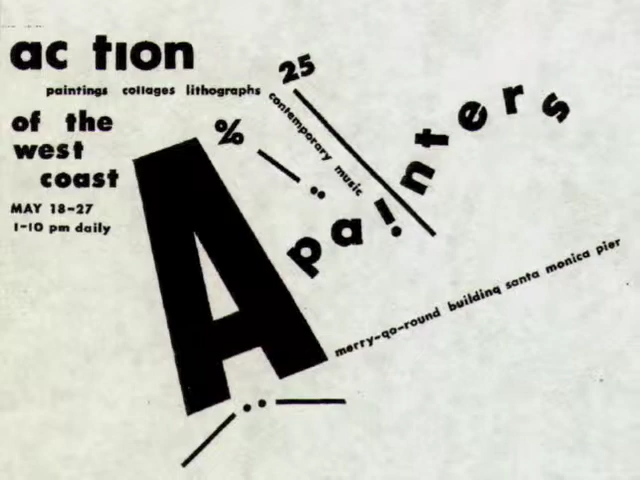 ac tion
paintings collages lithographs
25
contemporary music
of the
west
coast
%
A
pa!nters
MAY 18-27
1-10 pm daily
merry-go-round building santa monica pier